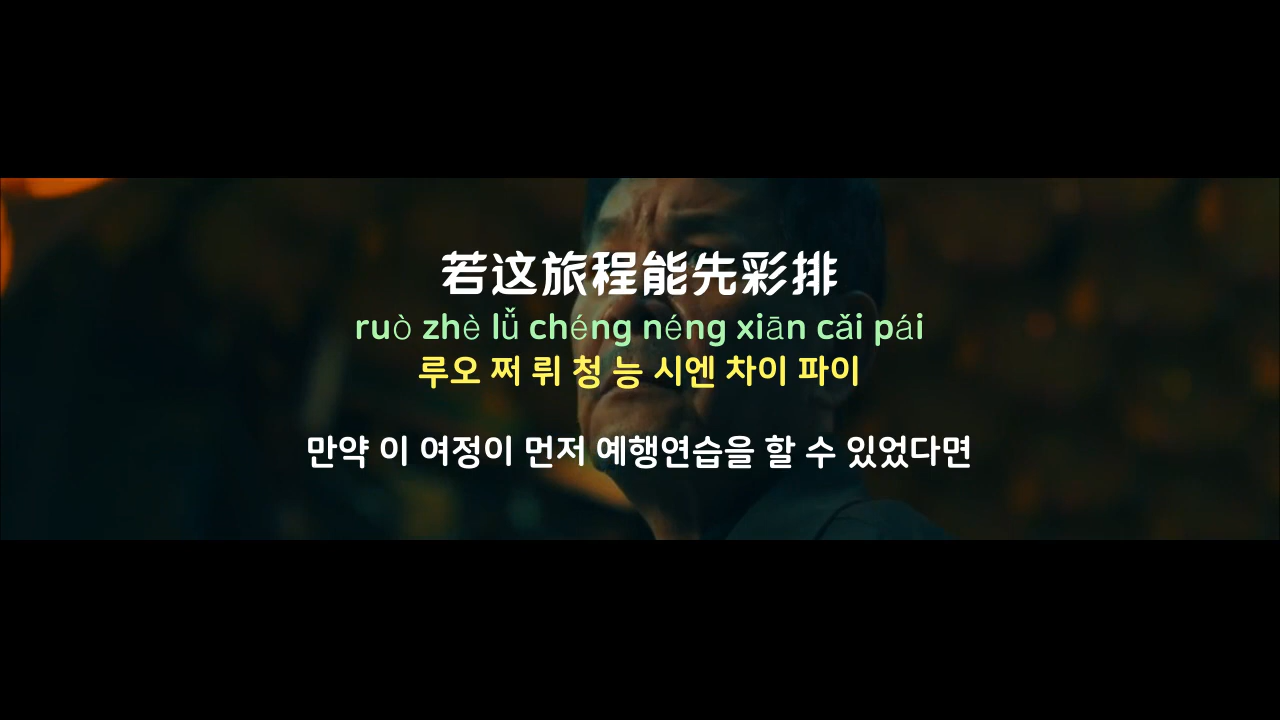 若这旅程能先彩排
ruò zhè lǚ chéng néng xiān cǎi pái
루오 쩌 뤼 청 능 시엔 차이 파이
만약 이 여정이 먼저 예행연습을 할 수 있었다면